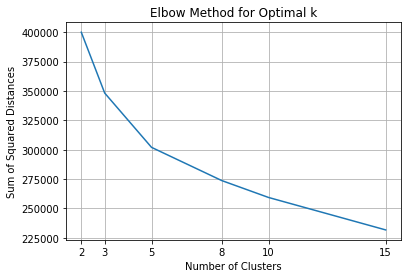 Elbow Method for Optimal k
Sum of Squared Distances
400000
375000
350000
325000
300000
275000
250000
225000
2 3 5 8 10 15
Number of Clusters